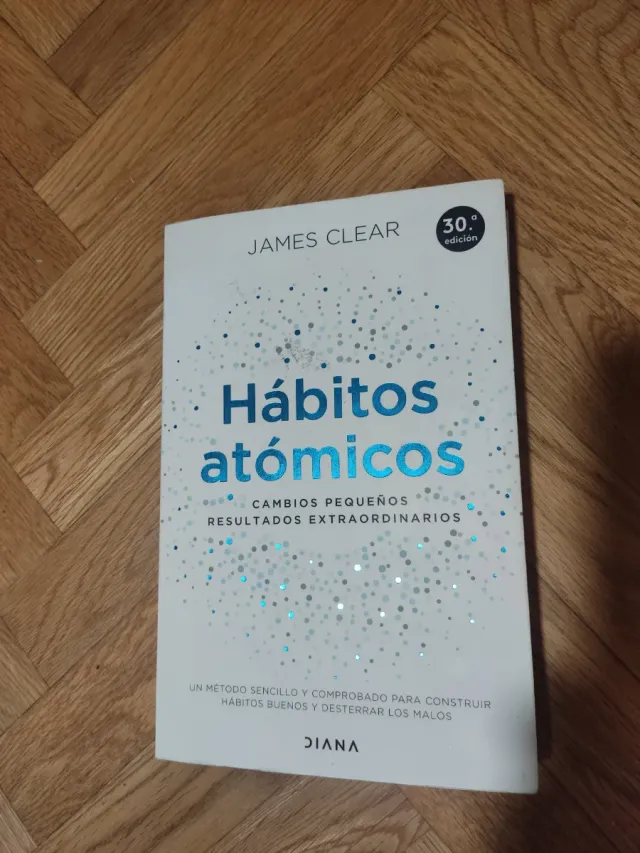 JAMES CLEAR
30.ª
edición
Hábitos
atómicos
CAMBIOS PEQUEÑOS
RESULTADOS EXTRAORDINARIOS
UN MÉTODO SENCILLO Y COMPROBADO PARA CONSTRUIR
HÁBITOS BUENOS Y DESTERRAR LOS MALOS
DIANA